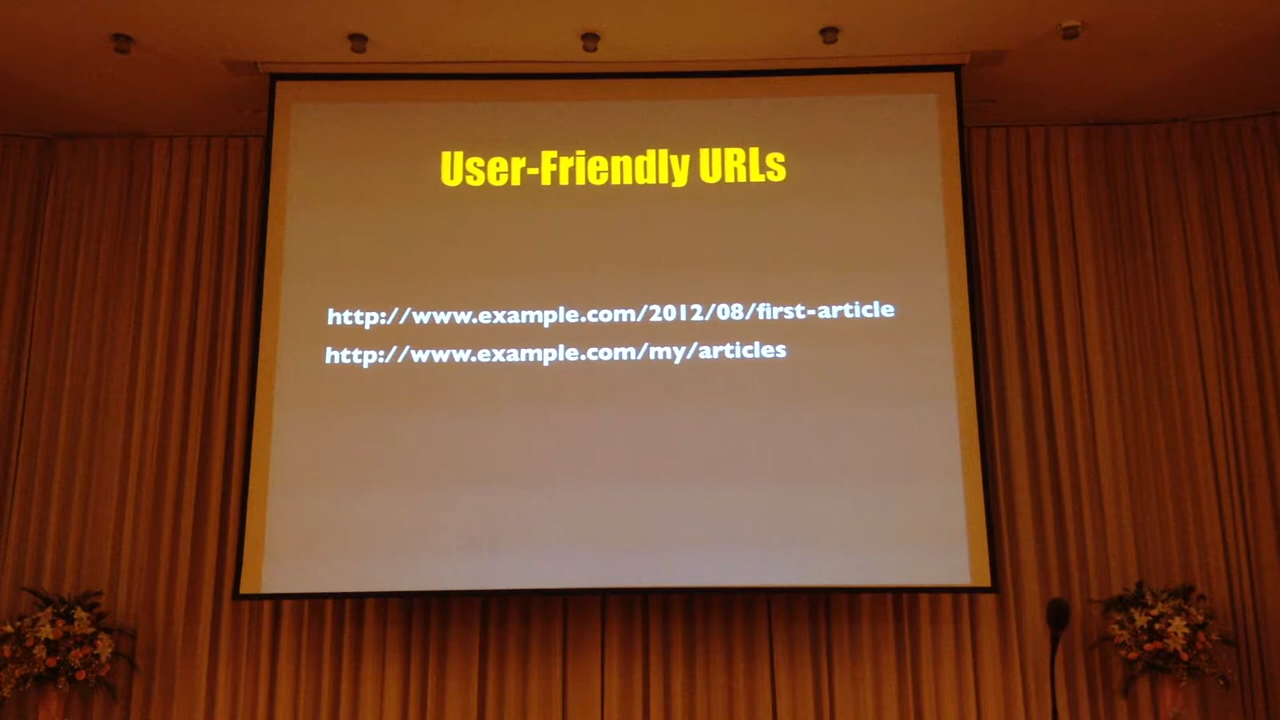 User-Friendly URLs
http://www.example.com/2012/08/first-article
http://www.example.com/my/articles